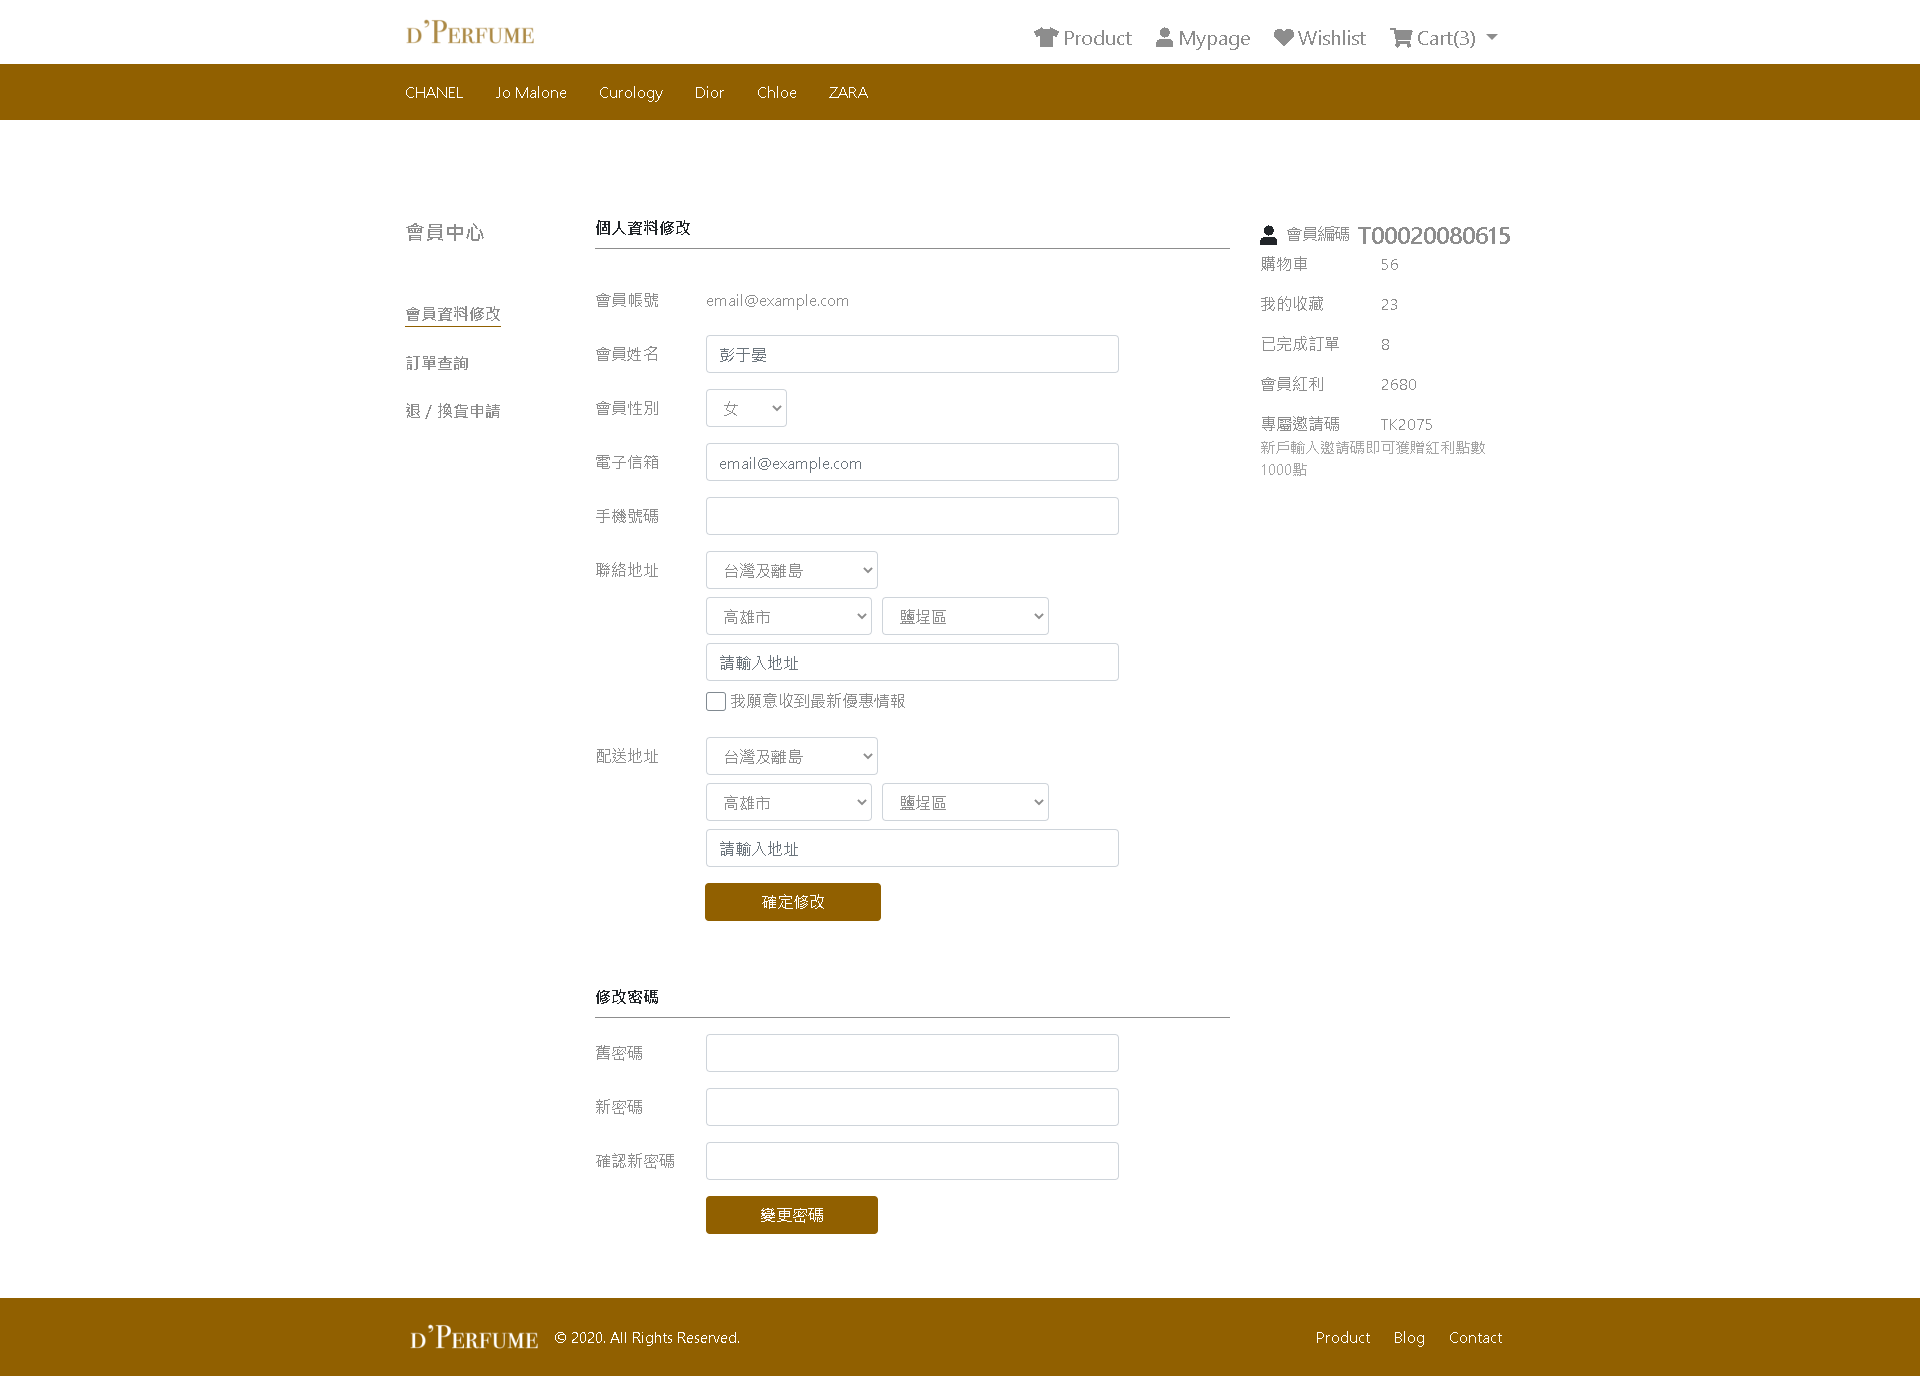 D’PERFUME
Product Mypage Wishlist Cart(3)
CHANEL Jo Malone Curology Dior Chloe ZARA
會員中心
會員資料修改
訂單查詢
退 / 換貨申請
個人資料修改
會員帳號 email@example.com
會員姓名 彭于晏
會員性別 女
電子信箱 email@example.com
手機號碼
聯絡地址 台灣及離島
高雄市 鹽埕區
請輸入地址
我願意收到最新優惠情報
配送地址 台灣及離島
高雄市 鹽埕區
請輸入地址
確定修改
修改密碼
舊密碼
新密碼
確認新密碼
變更密碼
會員編碼 T00020080615
購物車 56
我的收藏 23
已完成訂單 8
會員紅利 2680
專屬邀請碼 TK2075
新戶輸入邀請碼即可獲贈紅利點數
1000點
D’PERFUME © 2020. All Rights Reserved. Product Blog Contact